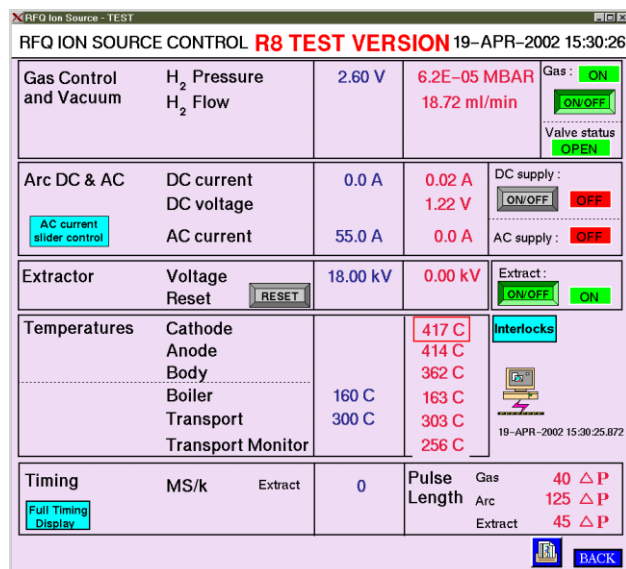 RFQ Ion Source - TEST
RFQ ION SOURCE CONTROL R8 TEST VERSION 19-APR-2002 15:30:26
Gas Control and Vacuum
H2 Pressure 2.60 V 6.2E-05 MBAR
H2 Flow 18.72 ml/min
Gas : ON
ON/OFF
Valve status
OPEN
Arc DC & AC
DC current 0.0 A 0.02 A
DC voltage 1.22 V
AC current slider control
AC current 55.0 A 0.0 A
DC supply :
ON/OFF OFF
AC supply : OFF
Extractor
Voltage 18.00 kV 0.00 kV
Reset RESET
Extract :
ON/OFF ON
Temperatures
Cathode 417 C
Anode 414 C
Body 362 C
Boiler 160 C 163 C
Transport 300 C 303 C
Transport Monitor 256 C
Interlocks
19-APR-2002 15:30:25.872
Timing
MS/k Extract 0
Full Timing
Display
Pulse Length
Gas 40 △P
Arc 125 △P
Extract 45 △P
BACK